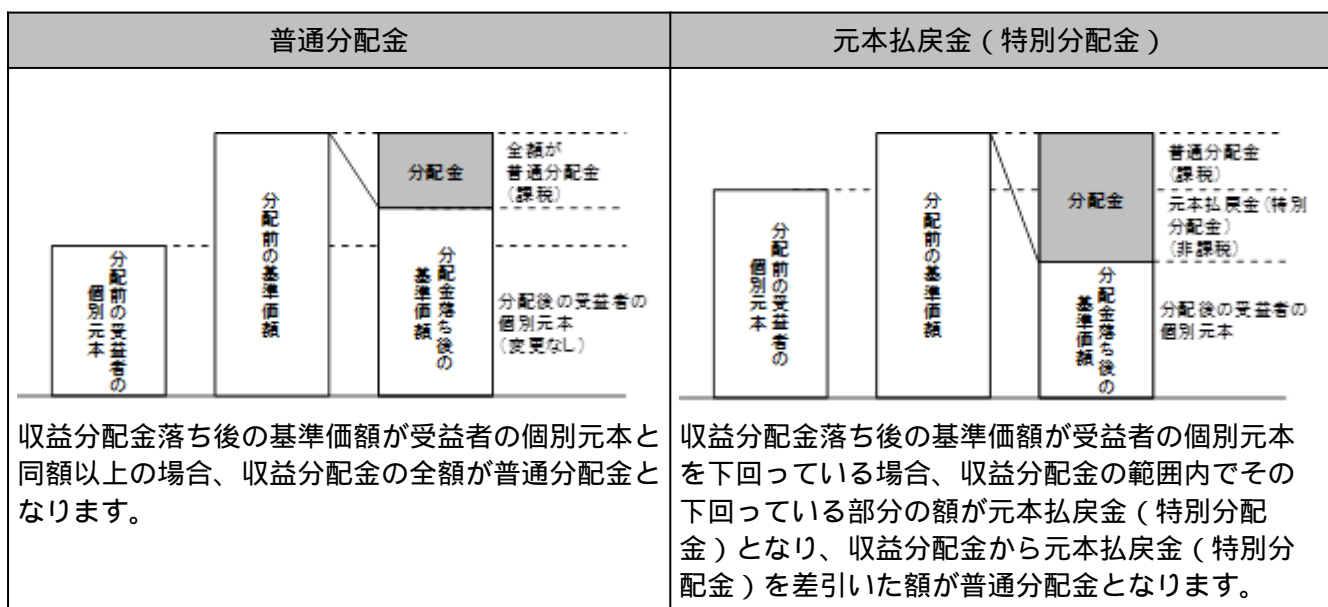 普通分配金
分配前の受益者の
個別元本
分配前の基準価額
分配金
分配金落ち後の
基準価額
全額が
普通分配金
(課税)
分配後の受益者の
個別元本
(変更なし)
収益分配金落ち後の基準価額が受益者の個別元本と
同額以上の場合、収益分配金の全額が普通分配金と
なります。
元本払戻金(特別分配金)
分配前の受益者の
個別元本
分配前の基準価額
分配金
分配金落ち後の
基準価額
普通分配金
(課税)
元本払戻金(特別
分配金)
(非課税)
分配後の受益者の
個別元本
収益分配金落ち後の基準価額が受益者の個別元本
を下回っている場合、収益分配金の範囲内でその
下回っている部分の額が元本払戻金(特別分配
金)となり、収益分配金から元本払戻金(特別分
配金)を差引いた額が普通分配金となります。